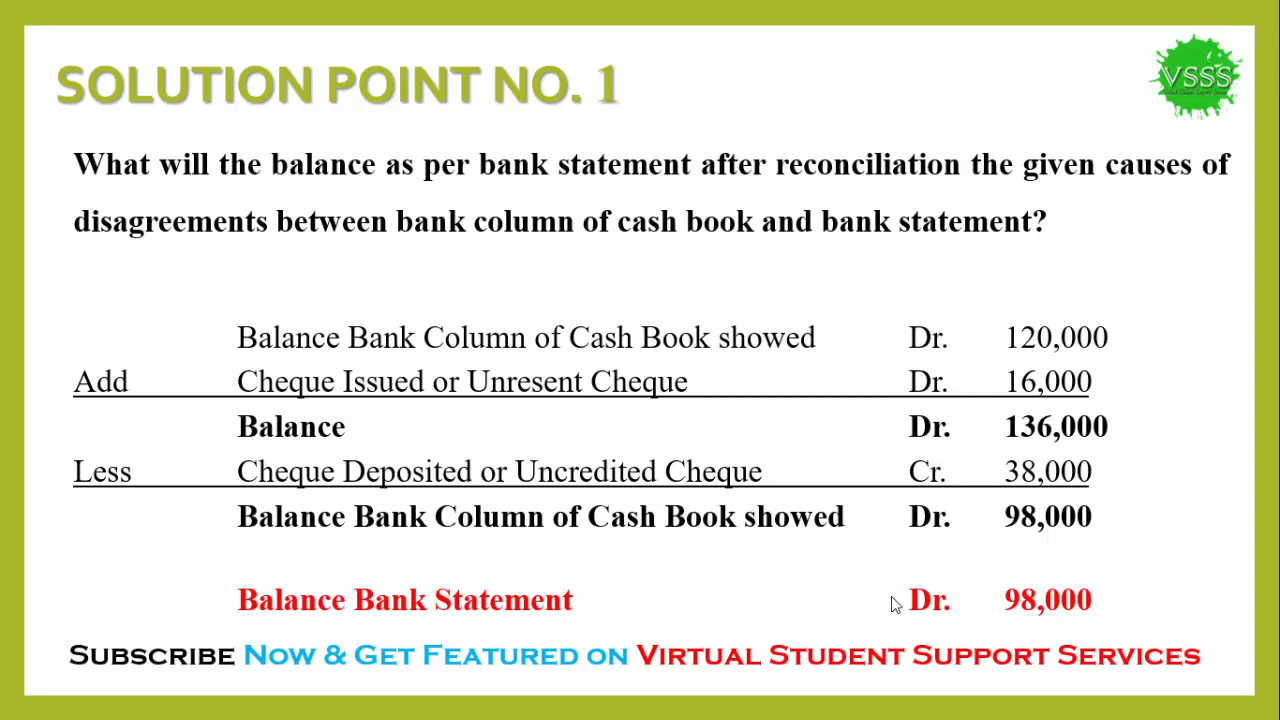 SOLUTION POINT NO. 1
VSSS
What will the balance as per bank statement after reconciliation the given causes of
disagreements between bank column of cash book and bank statement?
Balance Bank Column of Cash Book showed Dr. 120,000
Add Cheque Issued or Unresent Cheque Dr. 16,000
Balance Dr. 136,000
Less Cheque Deposited or Uncredited Cheque Cr. 38,000
Balance Bank Column of Cash Book showed Dr. 98,000
Balance Bank Statement Dr. 98,000
SUBSCRIBE NOW & GET FEATURED ON VIRTUAL STUDENT SUPPORT SERVICES